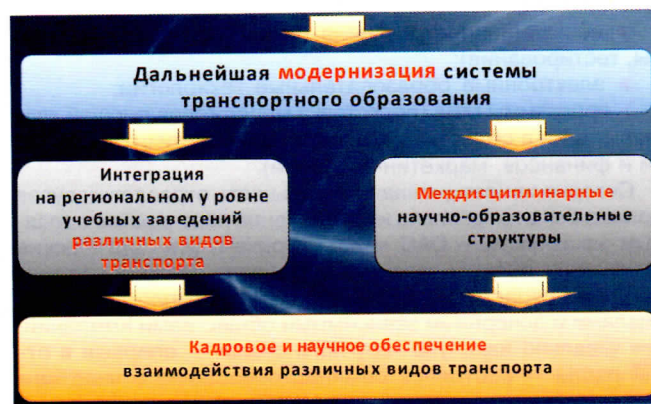 Дальнейшая модернизация системы
транспортного образования
Интеграция
на региональном у ровне
учебных заведений
различных видов
транспорта
Междисциплинарные
научно-образовательные
структуры
Кадровое и научное обеспечение
взаимодействия различных видов транспорта